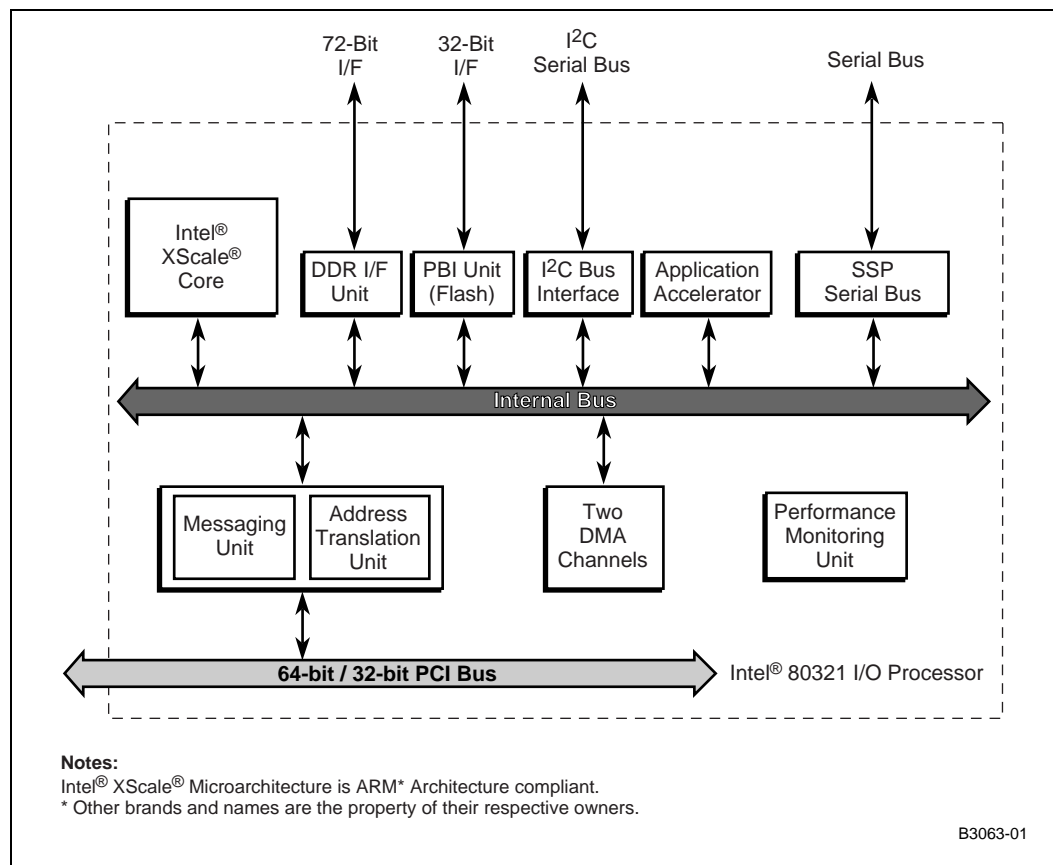 72-Bit
I/F
32-Bit
I/F
I²C
Serial Bus
Serial Bus
Intel®
XScale®
Core
DDR I/F
Unit
PBI Unit
(Flash)
I²C Bus
Interface
Application
Accelerator
SSP
Serial Bus
Internal Bus
Messaging
Unit
Address
Translation
Unit
Two
DMA
Channels
Performance
Monitoring
Unit
64-bit / 32-bit PCI Bus
Intel® 80321 I/O Processor
Notes:
Intel® XScale® Microarchitecture is ARM* Architecture compliant.
* Other brands and names are the property of their respective owners.
B3063-01